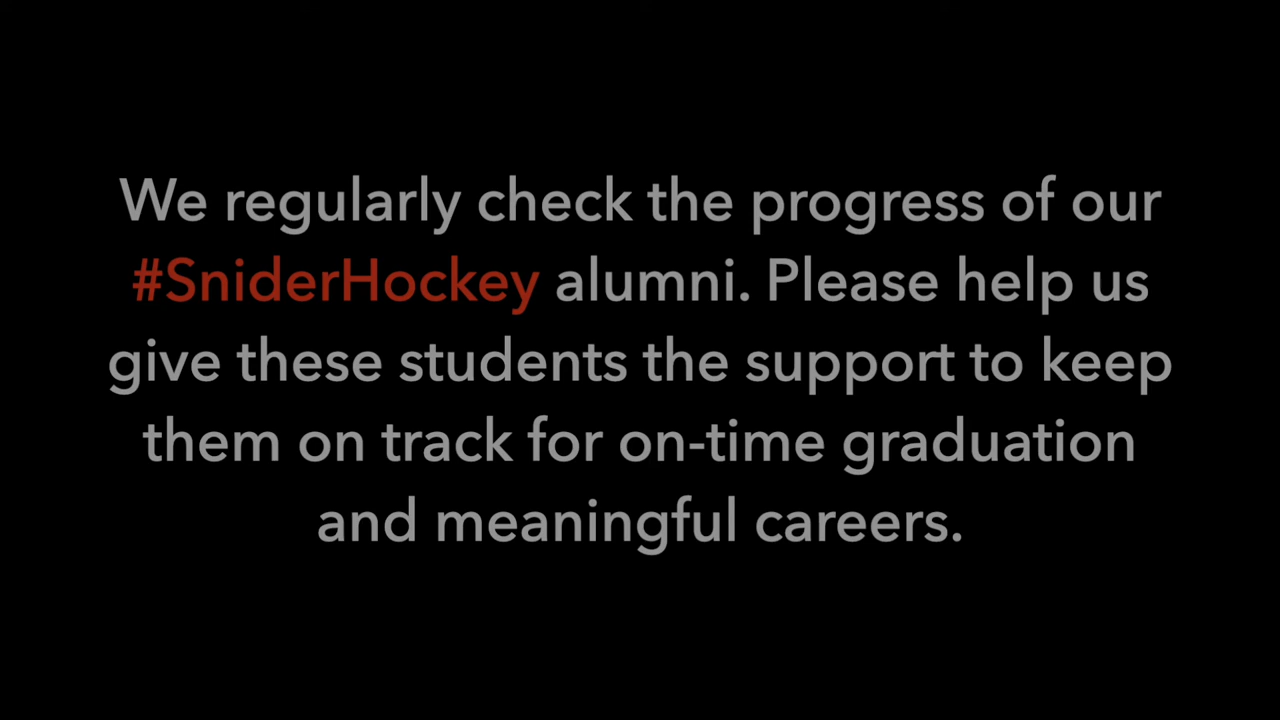 We regularly check the progress of our
#SniderHockey alumni. Please help us
give these students the support to keep
them on track for on-time graduation
and meaningful careers.